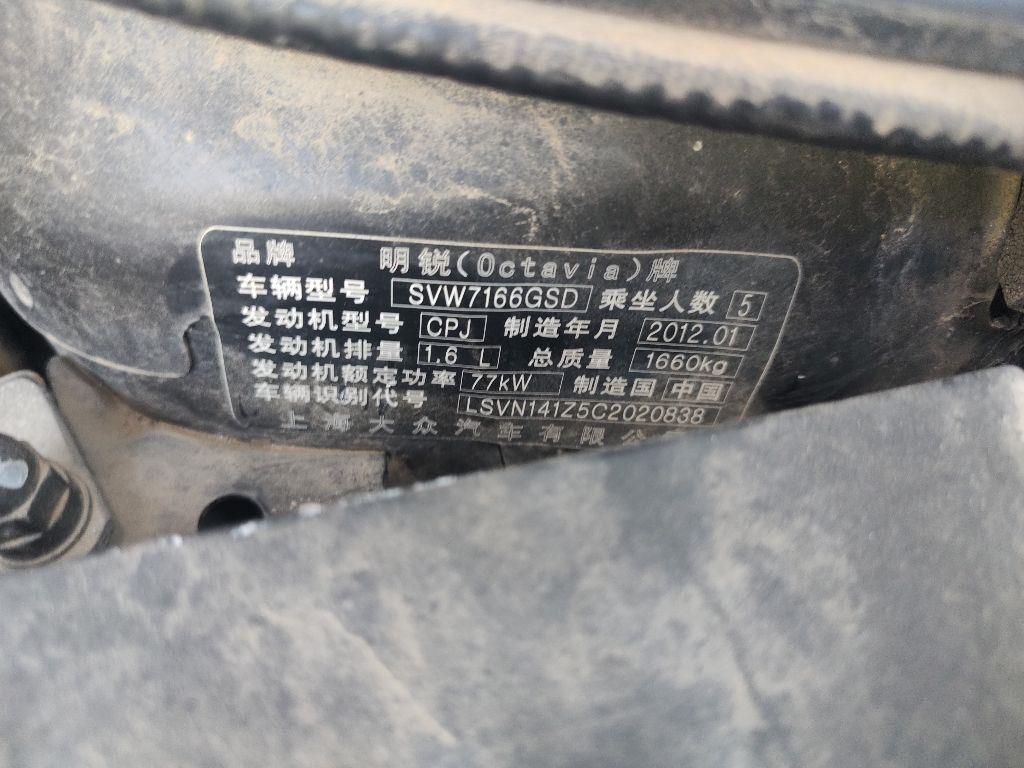 品牌 明锐(Octavia)牌
车辆型号 SVW7166GSD 乘坐人数 5
发动机型号 CPJ 制造年月 2012.01
发动机排量 1.6 L 总质量 1660kg
发动机额定功率 77kW 制造国 中国
车辆识别代号 LSVN141Z5C2020838
上海大众汽车有限公